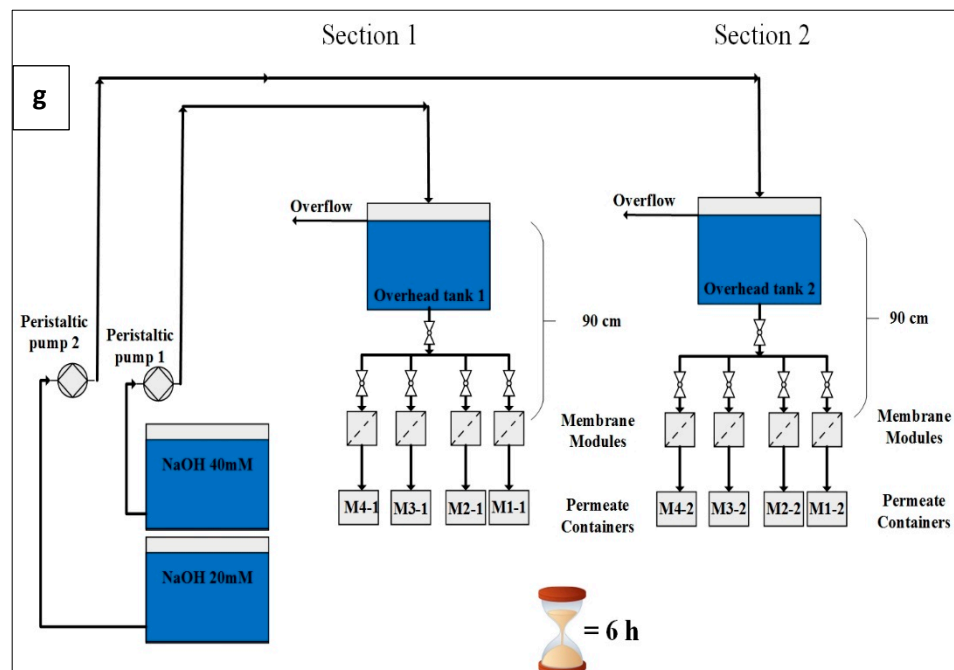 Section 1
Section 2
g
Overflow
Overflow
Overhead tank 1
Overhead tank 2
90 cm
90 cm
Peristaltic
pump 2
Peristaltic
pump 1
Membrane
Modules
Membrane
Modules
NaOH 40mM
M4-1
M3-1
M2-1
M1-1
Permeate
Containers
M4-2
M3-2
M2-2
M1-2
Permeate
Containers
NaOH 20mM
= 6 h